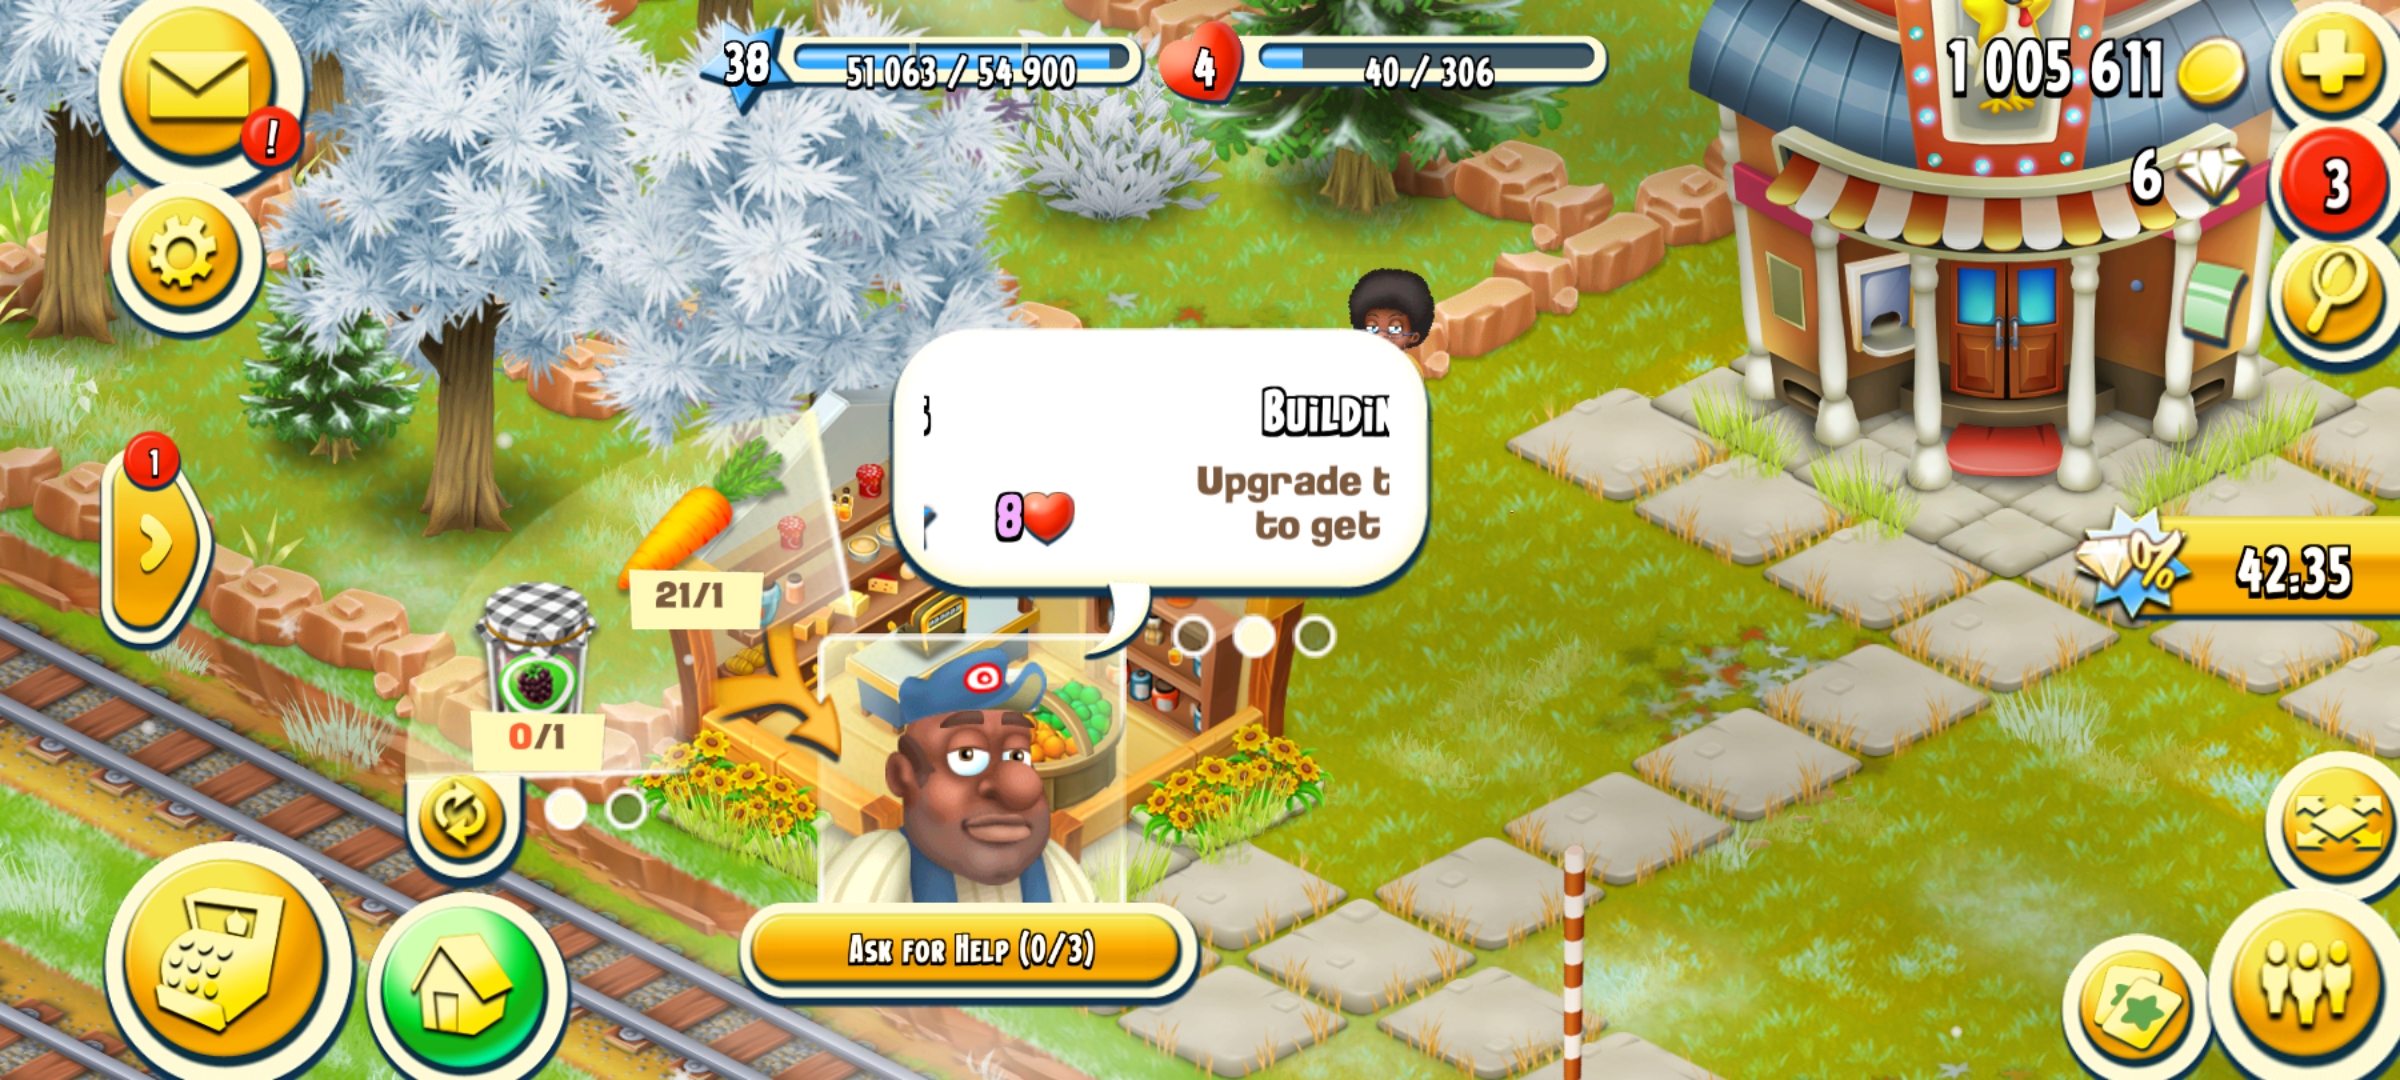 38
51 063 / 54 900
4
40 / 306
1 005 611
6
!
3
1
8
BUILDIN
Upgrade t
to get
21/1
0/1
%
42:35
ASK FOR HELP (0/3)